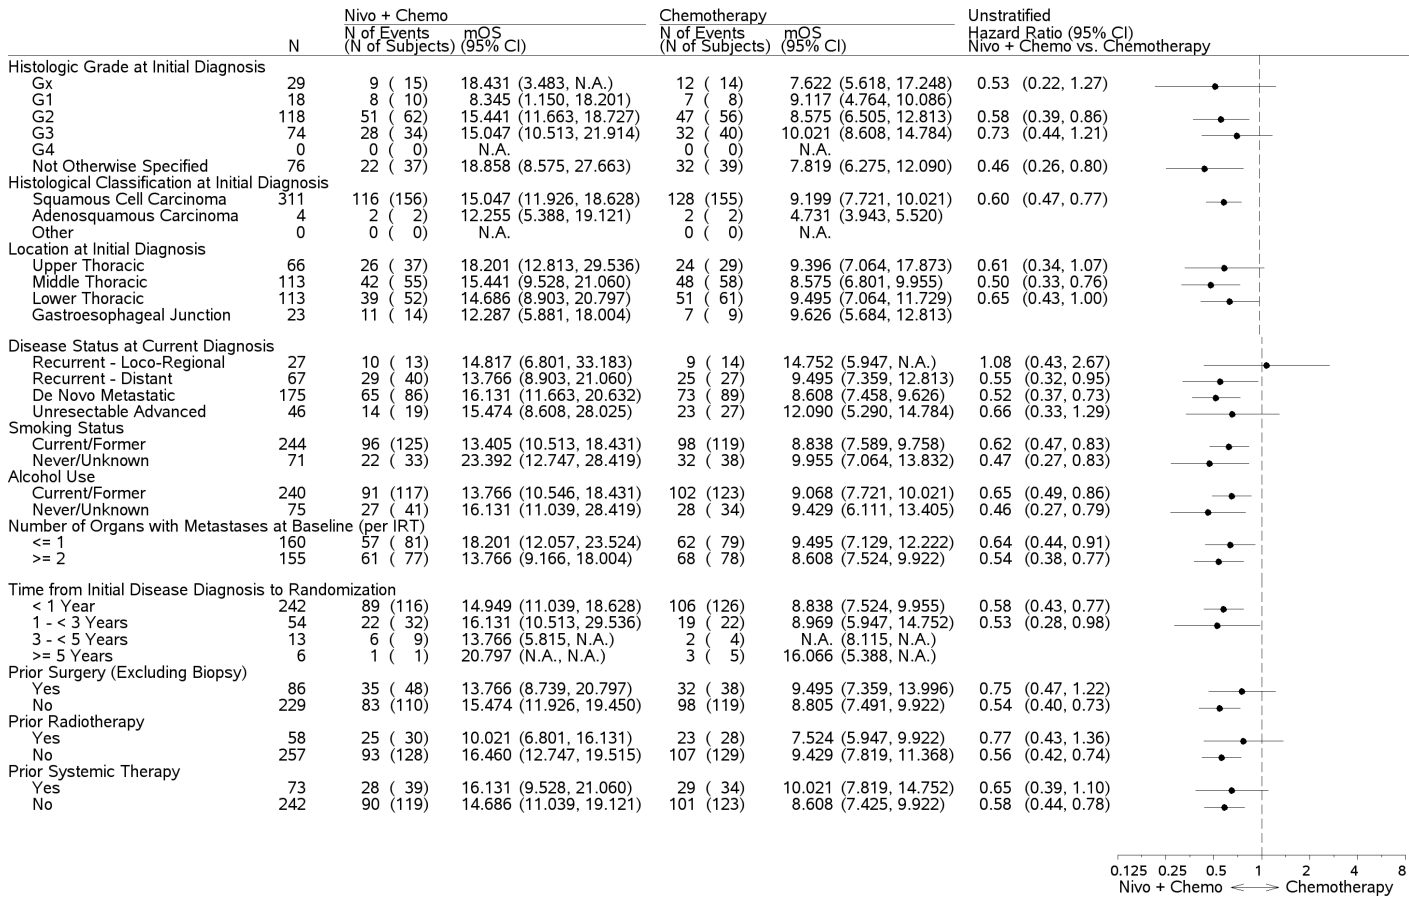 Nivo + Chemo Chemotherapy Unstratified
N of Events mOS N of Events mOS Hazard Ratio (95% CI)
N (N of Subjects) (95% CI) (N of Subjects) (95% CI) Nivo + Chemo vs. Chemotherapy
Histologic Grade at Initial Diagnosis
Gx 29 9 ( 15) 18.431 (3.483, N.A.) 12 ( 14) 7.622 (5.618, 17.248) 0.53 (0.22, 1.27)
G1 18 8 ( 10) 8.345 (1.150, 18.201) 7 ( 8) 9.117 (4.764, 10.086)
G2 118 51 ( 62) 15.441 (11.663, 18.727) 47 ( 56) 8.575 (6.505, 12.813) 0.58 (0.39, 0.86)
G3 74 28 ( 34) 15.047 (10.513, 21.914) 32 ( 40) 10.021 (8.608, 14.784) 0.73 (0.44, 1.21)
G4 0 0 ( 0) N.A. 0 ( 0) N.A.
Not Otherwise Specified 76 22 ( 37) 18.858 (8.575, 27.663) 32 ( 39) 7.819 (6.275, 12.090) 0.46 (0.26, 0.80)
Histological Classification at Initial Diagnosis
Squamous Cell Carcinoma 311 116 (156) 15.047 (11.926, 18.628) 128 (155) 9.199 (7.721, 10.021) 0.60 (0.47, 0.77)
Adenosquamous Carcinoma 4 2 ( 2) 12.255 (5.388, 19.121) 2 ( 2) 4.731 (3.943, 5.520)
Other 0 0 ( 0) N.A. 0 ( 0) N.A.
Location at Initial Diagnosis
Upper Thoracic 66 26 ( 37) 18.201 (12.813, 29.536) 24 ( 29) 9.396 (7.064, 17.873) 0.61 (0.34, 1.07)
Middle Thoracic 113 42 ( 55) 15.441 (9.528, 21.060) 48 ( 58) 8.575 (6.801, 9.955) 0.50 (0.33, 0.76)
Lower Thoracic 113 39 ( 52) 14.686 (8.903, 20.797) 51 ( 61) 9.495 (7.064, 11.729) 0.65 (0.43, 1.00)
Gastroesophageal Junction 23 11 ( 14) 12.287 (5.881, 18.004) 7 ( 9) 9.626 (5.684, 12.813)
Disease Status at Current Diagnosis
Recurrent - Loco-Regional 27 10 ( 13) 14.817 (6.801, 33.183) 9 ( 14) 14.752 (5.947, N.A.) 1.08 (0.43, 2.67)
Recurrent - Distant 67 29 ( 40) 13.766 (8.903, 21.060) 25 ( 27) 9.495 (7.359, 12.813) 0.55 (0.32, 0.95)
De Novo Metastatic 175 65 ( 86) 16.131 (11.663, 20.632) 73 ( 89) 8.608 (7.458, 9.626) 0.52 (0.37, 0.73)
Unresectable Advanced 46 14 ( 19) 15.474 (8.608, 28.025) 23 ( 27) 12.090 (5.290, 14.784) 0.66 (0.33, 1.29)
Smoking Status
Current/Former 244 96 (125) 13.405 (10.513, 18.431) 98 (119) 8.838 (7.589, 9.758) 0.62 (0.47, 0.83)
Never/Unknown 71 22 ( 33) 23.392 (12.747, 28.419) 32 ( 38) 9.955 (7.064, 13.832) 0.47 (0.27, 0.83)
Alcohol Use
Current/Former 240 91 (117) 13.766 (10.546, 18.431) 102 (123) 9.068 (7.721, 10.021) 0.65 (0.49, 0.86)
Never/Unknown 75 27 ( 41) 16.131 (11.039, 28.419) 28 ( 34) 9.429 (6.111, 13.405) 0.46 (0.27, 0.79)
Number of Organs with Metastases at Baseline (per IRT)
<= 1 160 57 ( 81) 18.201 (12.057, 23.524) 62 ( 79) 9.495 (7.129, 12.222) 0.64 (0.44, 0.91)
>= 2 155 61 ( 77) 13.766 (9.166, 18.004) 68 ( 78) 8.608 (7.524, 9.922) 0.54 (0.38, 0.77)
Time from Initial Disease Diagnosis to Randomization
< 1 Year 242 89 (116) 14.949 (11.039, 18.628) 106 (126) 8.838 (7.524, 9.955) 0.58 (0.43, 0.77)
1 - < 3 Years 54 22 ( 32) 16.131 (10.513, 29.536) 19 ( 22) 8.969 (5.947, 14.752) 0.53 (0.28, 0.98)
3 - < 5 Years 13 6 ( 9) 13.766 (5.815, N.A.) 2 ( 4) N.A. (8.115, N.A.)
>= 5 Years 6 1 ( 1) 20.797 (N.A., N.A.) 3 ( 5) 16.066 (5.388, N.A.)
Prior Surgery (Excluding Biopsy)
Yes 86 35 ( 48) 13.766 (8.739, 20.797) 32 ( 38) 9.495 (7.359, 13.996) 0.75 (0.47, 1.22)
No 229 83 (110) 15.474 (11.926, 19.450) 98 (119) 8.805 (7.491, 9.922) 0.54 (0.40, 0.73)
Prior Radiotherapy
Yes 58 25 ( 30) 10.021 (6.801, 16.131) 23 ( 28) 7.524 (5.947, 9.922) 0.77 (0.43, 1.36)
No 257 93 (128) 16.460 (12.747, 19.515) 107 (129) 9.429 (7.819, 11.368) 0.56 (0.42, 0.74)
Prior Systemic Therapy
Yes 73 28 ( 39) 16.131 (9.528, 21.060) 29 ( 34) 10.021 (7.819, 14.752) 0.65 (0.39, 1.10)
No 242 90 (119) 14.686 (11.039, 19.121) 101 (123) 8.608 (7.425, 9.922) 0.58 (0.44, 0.78)
0.125 0.25 0.5 1 2 4 8
Nivo + Chemo <——> Chemotherapy